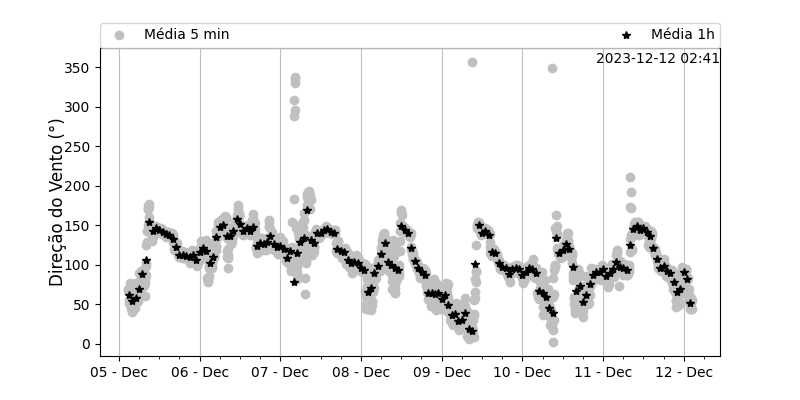 Média 5 min
Média 1h
2023-12-12 02:41
Direção do Vento (°)
350
300
250
200
150
100
50
0
05 - Dec
06 - Dec
07 - Dec
08 - Dec
09 - Dec
10 - Dec
11 - Dec
12 - Dec